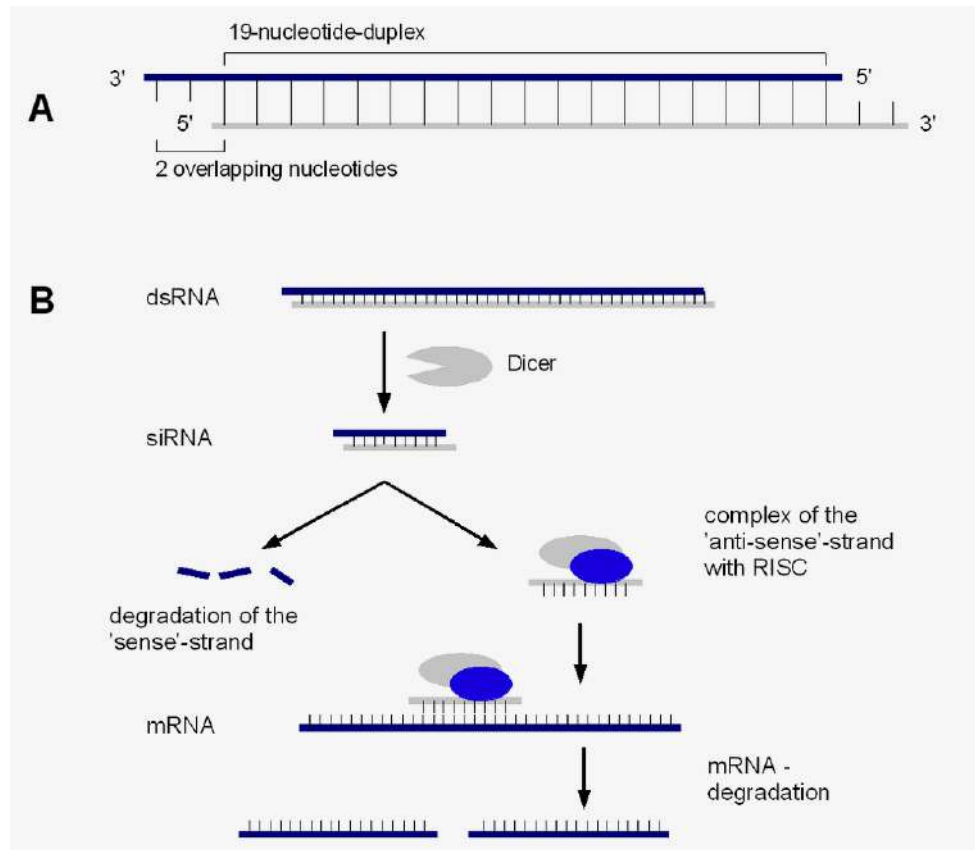 19-nucleotide-duplex
3'
5'
A
5'
3'
2 overlapping nucleotides
B
dsRNA
Dicer
siRNA
complex of the
'anti-sense'-strand
with RISC
degradation of the
'sense'-strand
mRNA
mRNA -
degradation